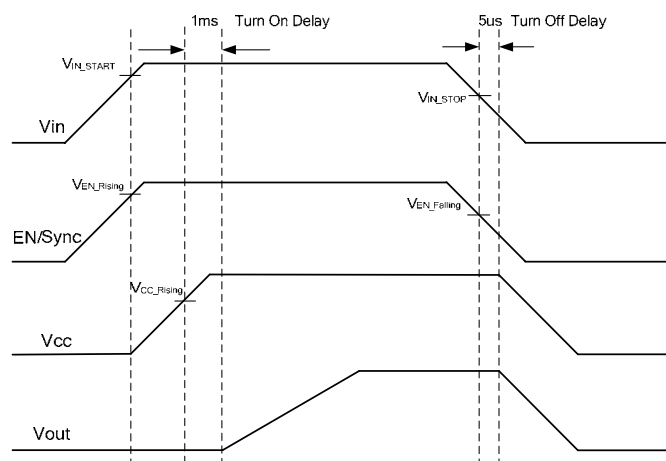 1ms Turn On Delay
5us Turn Off Delay
VIN_START
VIN_STOP
Vin
VEN_Rising
VEN_Falling
EN/Sync
VCC_Rising
Vcc
Vout